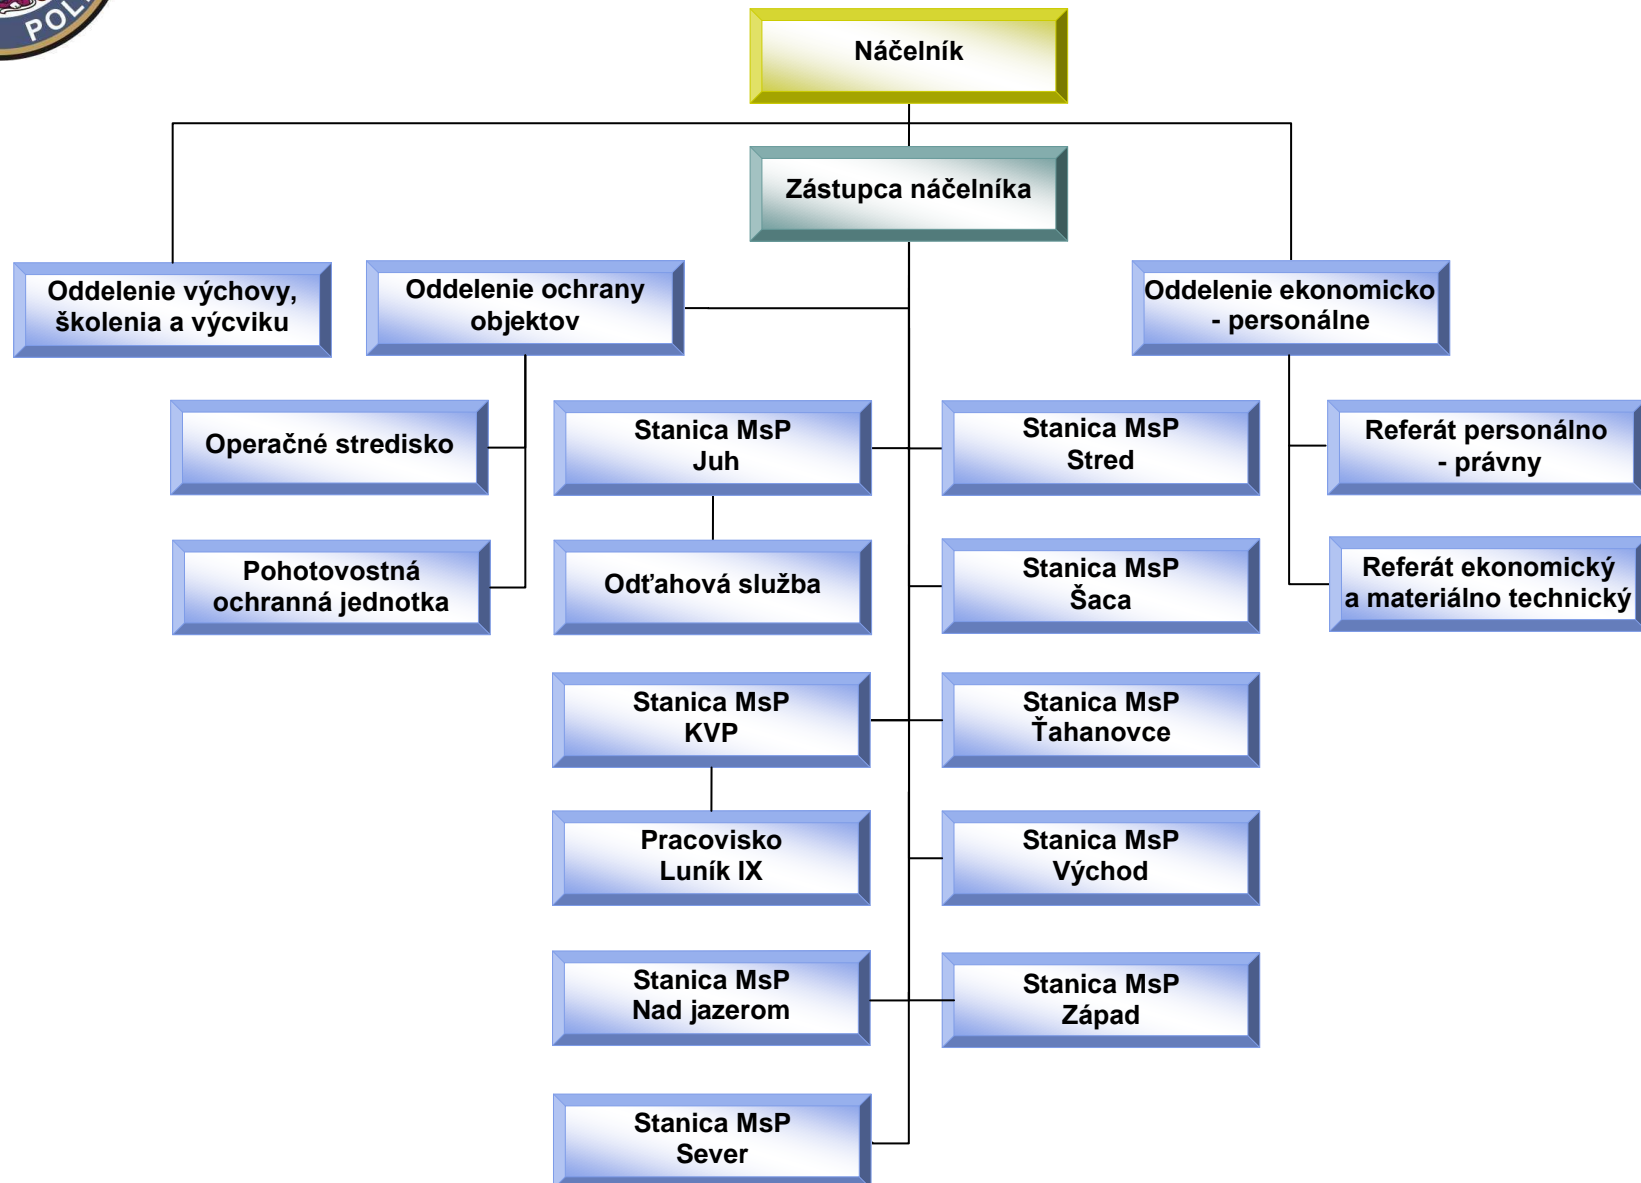 POL
Náčelník
Zástupca náčelníka
Oddelenie výchovy,
školenia a výcviku
Oddelenie ochrany
objektov
Oddelenie ekonomicko
- personálne
Operačné stredisko
Stanica MsP
Juh
Stanica MsP
Stred
Referát personálno
- právny
Pohotovostná
ochranná jednotka
Odťahová služba
Stanica MsP
Šaca
Referát ekonomický
a materiálno technický
Stanica MsP
KVP
Stanica MsP
Ťahanovce
Pracovisko
Luník IX
Stanica MsP
Východ
Stanica MsP
Nad jazerom
Stanica MsP
Západ
Stanica MsP
Sever